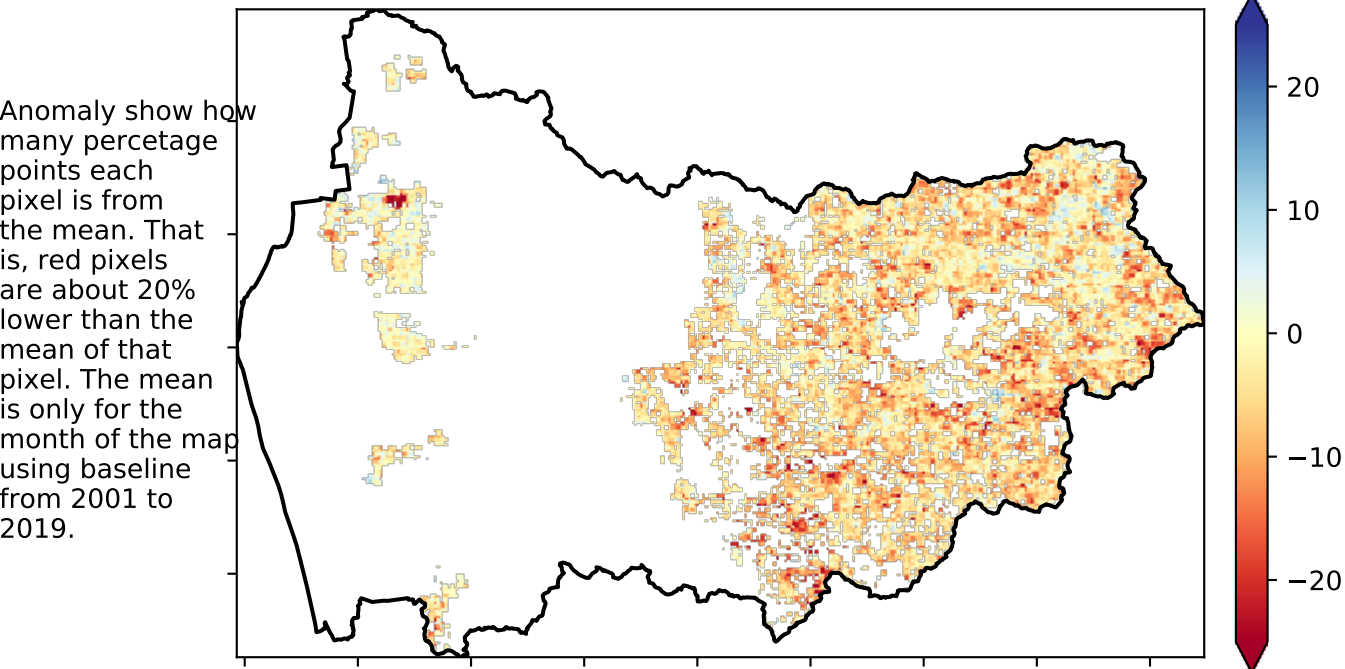 Anomaly show how
many percetage
points each
pixel is from
the mean. That
is, red pixels
are about 20%
lower than the
mean of that
pixel. The mean
is only for the
month of the map
using baseline
from 2001 to
2019.
20
10
0
−10
−20